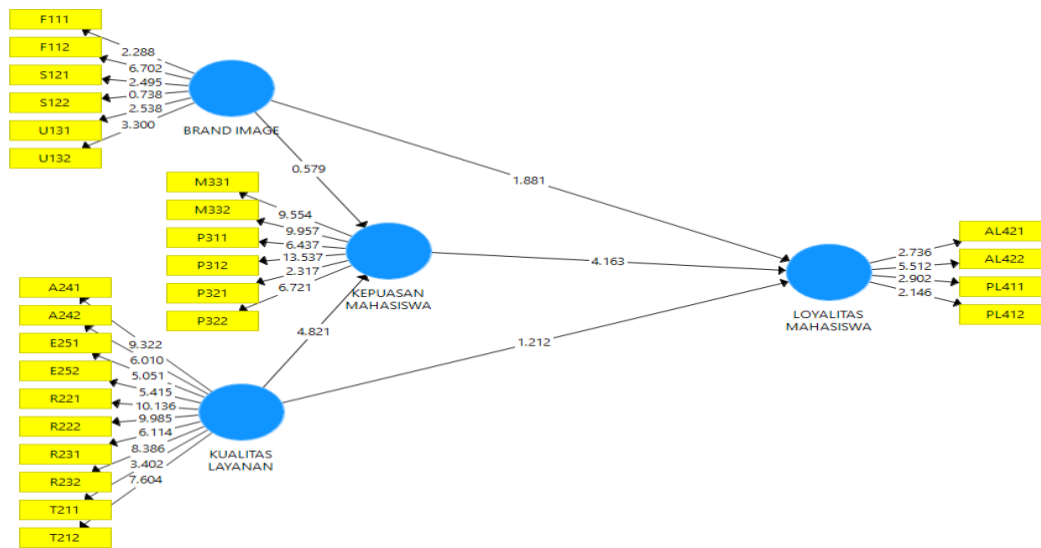 F111
F112
S121
S122
U131
U132
2.288
6.702
2.495
0.738
2.538
3.300
BRAND IMAGE
0.579
1.881
M331
M332
P311
P312
P321
P322
9.554
9.957
6.437
13.537
2.317
6.721
KEPUASAN
MAHASISWA
4.163
4.821
1.212
A241
A242
E251
E252
R221
R222
R231
R232
T211
T212
9.322
6.010
5.051
5.415
10.136
9.985
6.114
8.386
3.402
7.604
KUALITAS
LAYANAN
LOYALITAS
MAHASISWA
2.736
5.512
2.902
2.146
AL421
AL422
PL411
PL412